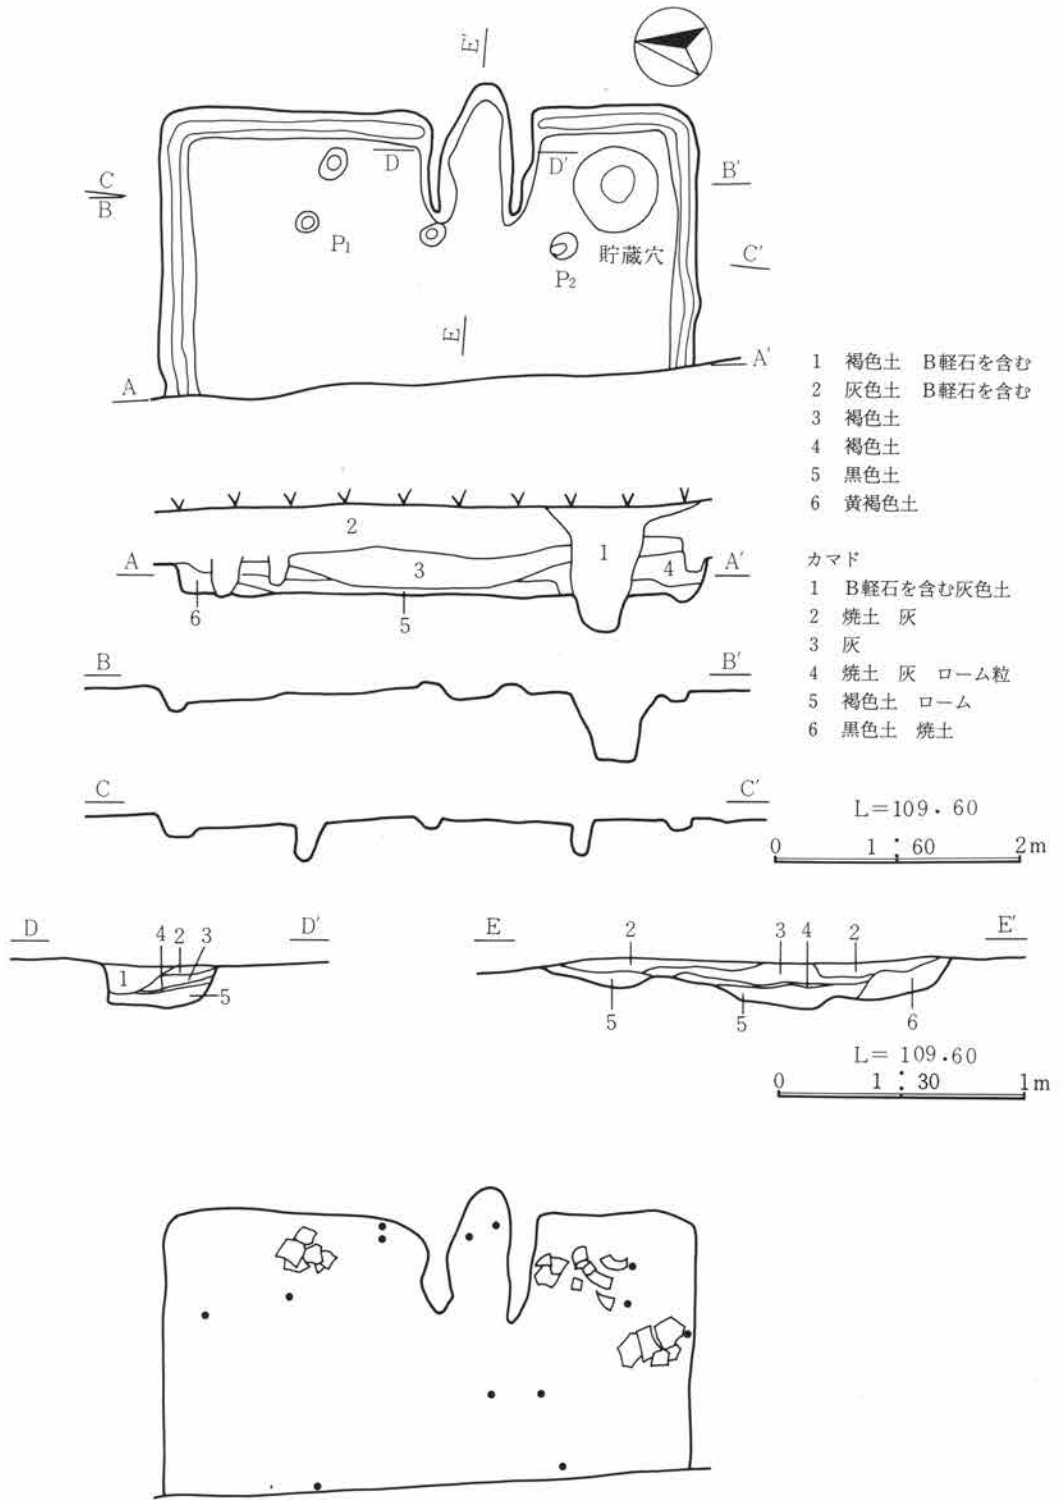 E′
C
B
D
D′
B′
P₁
貯蔵穴
C′
P₂
E
A
A′
1 褐色土 B軽石を含む
2 灰色土 B軽石を含む
3 褐色土
4 褐色土
5 黒色土
6 黄褐色土
2
A
1
3
4
A′
6
5
カマド
1 B軽石を含む灰色土
2 焼土 灰
3 灰
4 焼土 灰 ローム粒
5 褐色土 ローム
6 黒色土 焼土
B
B′
C
C′
L=109.60
0 1:60 2m
D
4 2 3
D′
1
5
E
2
3 4
2
E′
5
5
6
L=109.60
0 1:30 1m